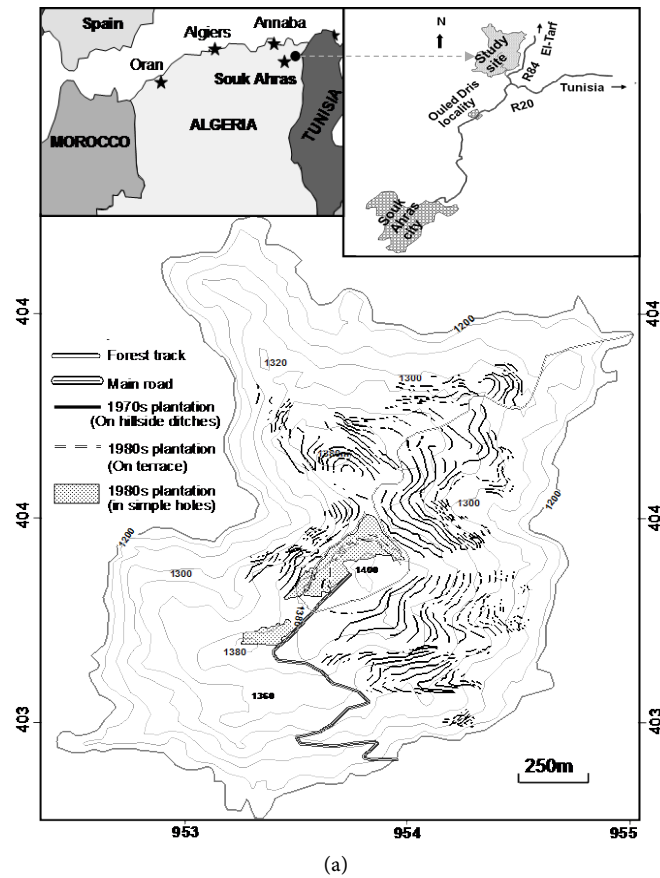 Spain
Algiers
Annaba
Oran
Souk Ahras
MOROCCO
ALGERIA
TUNISIA
N
Study
site
El-Tarf
R84
Ouled Dris
locality
R20
Tunisia
Souk
Ahras
city
404
404
1200
Forest track
1320
1300
Main road
1970s plantation
(On hillside ditches)
1980s plantation
(On terrace)
1380m
1980s plantation
(in simple holes)
1300
1200
404
404
1200
1300
1400
1380
1380
1360
403
403
250m
953
954
955
(a)